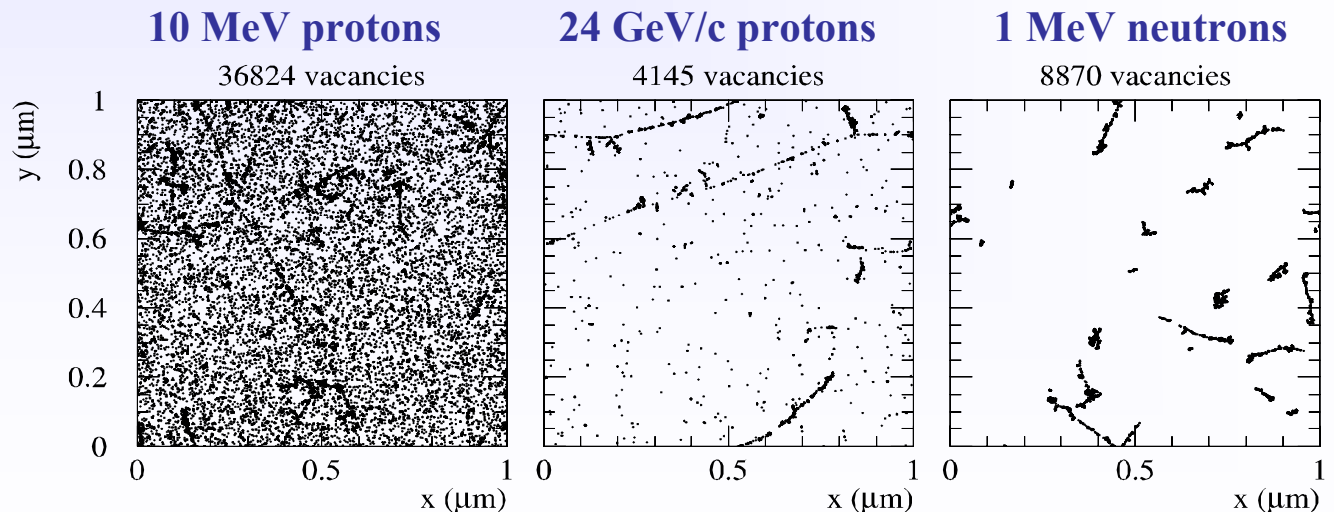 10 MeV protons 24 GeV/c protons 1 MeV neutrons
36824 vacancies 4145 vacancies 8870 vacancies
y (μm)
1
0.8
0.6
0.4
0.2
0
0 0.5 1 0 0.5 1 0 0.5 1
x (μm) x (μm) x (μm)